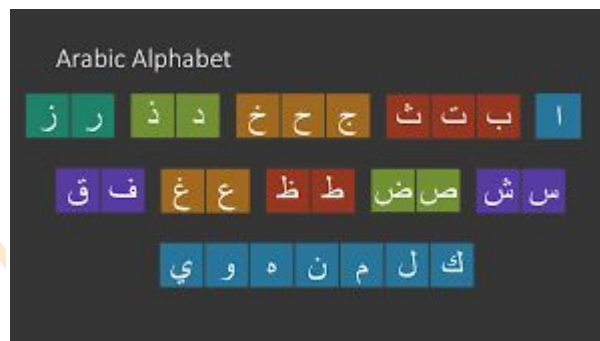 Arabic Alphabet
ا ب ت ث ج ح خ د ذ ر ز
س ش ص ض ط ظ ع غ ف ق
ك ل م ن ه و ي